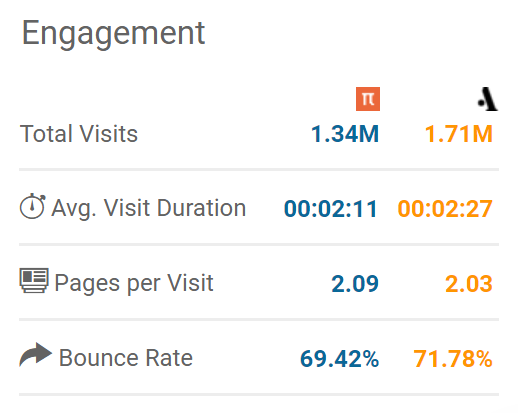 Engagement
π
Total Visits 1.34M 1.71M
Avg. Visit Duration 00:02:11 00:02:27
Pages per Visit 2.09 2.03
Bounce Rate 69.42% 71.78%